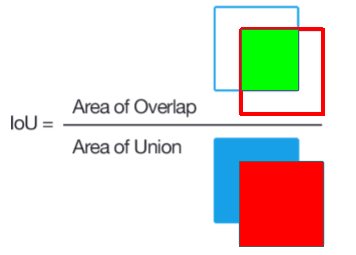 Area of Overlap
IoU =
Area of Union